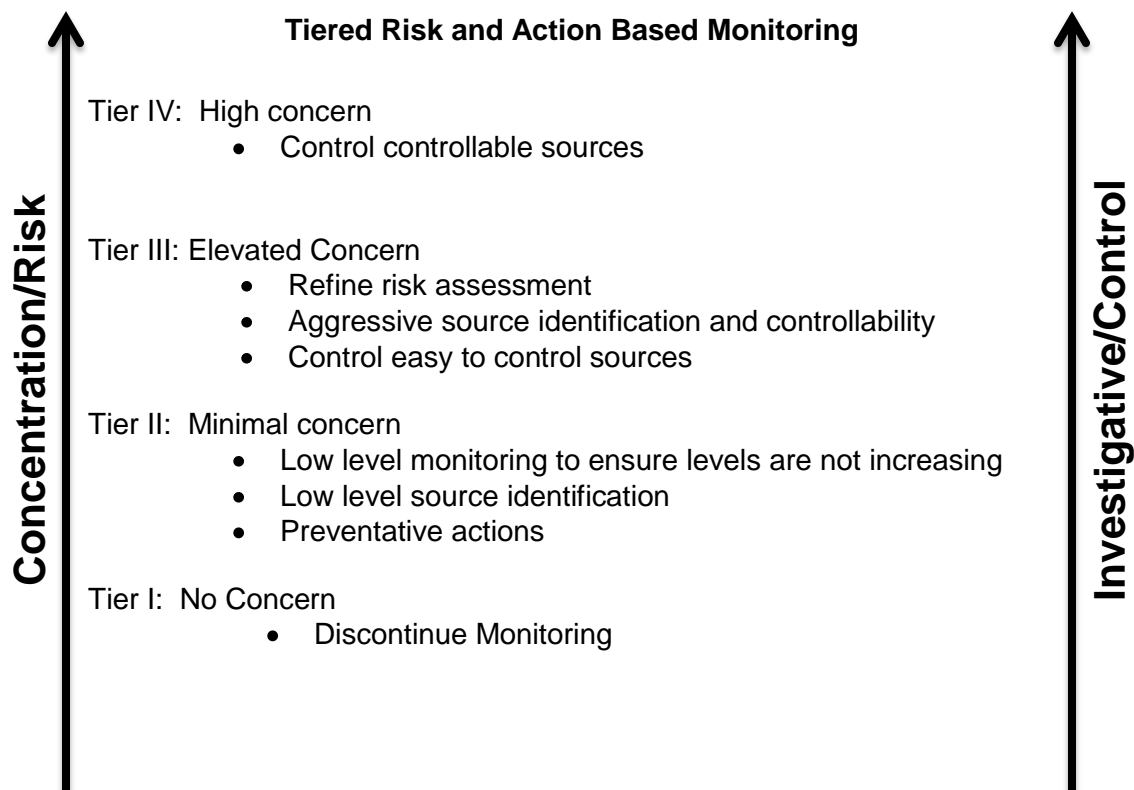 Tiered Risk and Action Based Monitoring
Concentration/Risk
Tier IV:  High concern
• Control controllable sources
Tier III: Elevated Concern
• Refine risk assessment
• Aggressive source identification and controllability
• Control easy to control sources
Tier II:  Minimal concern
• Low level monitoring to ensure levels are not increasing
• Low level source identification
• Preventative actions
Tier I:  No Concern
• Discontinue Monitoring
Investigative/Control